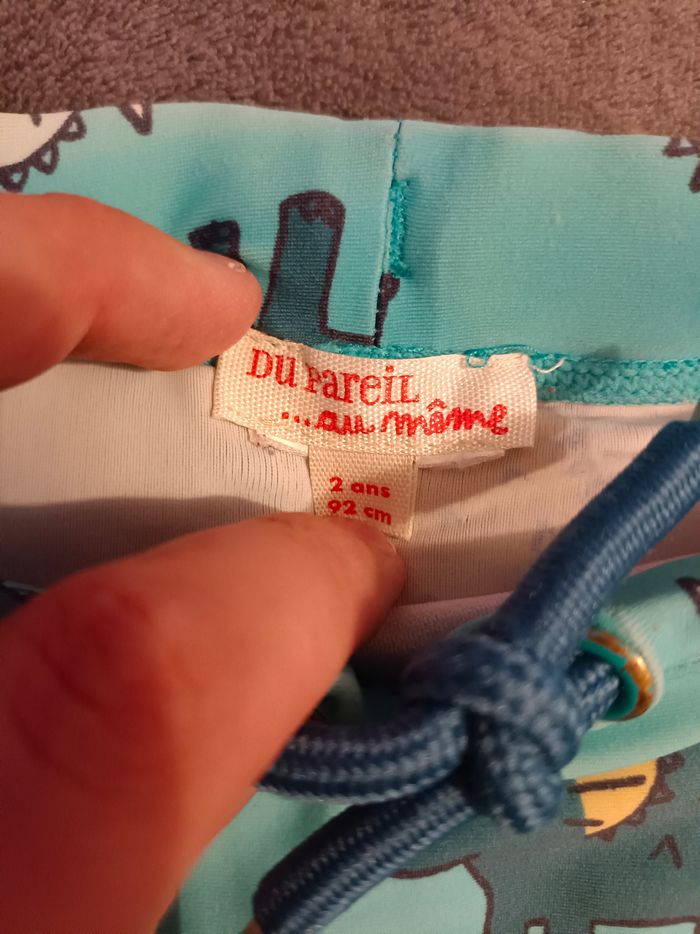 DU PAREIL
...au même
2 ans
92 cm